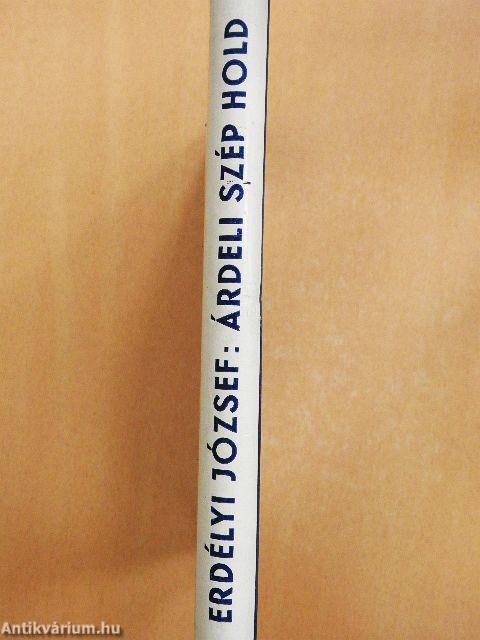 ERDÉLYI JÓZSEF: ÁRDELI SZÉP HOLD
Antikvárium.hu